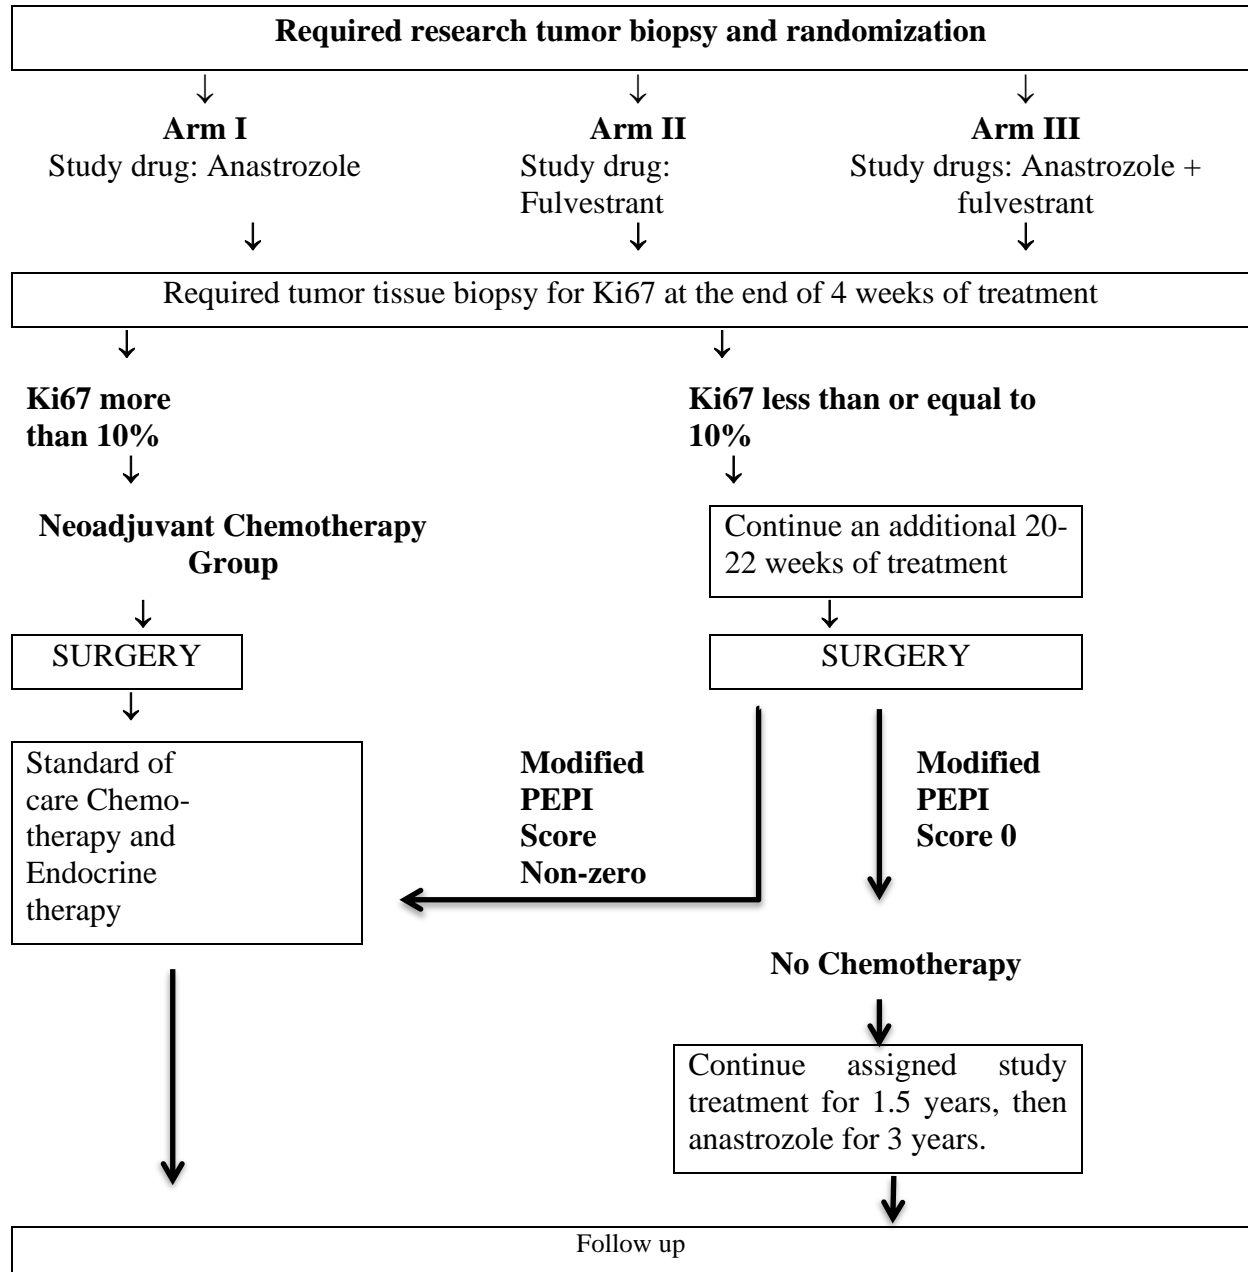 Required research tumor biopsy and randomization
Arm I
Study drug: Anastrozole
Arm II
Study drug:
Fulvestrant
Arm III
Study drugs: Anastrozole +
fulvestrant
Required tumor tissue biopsy for Ki67 at the end of 4 weeks of treatment
Ki67 more
than 10%
Ki67 less than or equal to
10%
Neoadjuvant Chemotherapy
Group
Continue an additional 20-
22 weeks of treatment
SURGERY
SURGERY
Standard of
care Chemo-
therapy and
Endocrine
therapy
Modified
PEPI
Score
Non-zero
Modified
PEPI
Score 0
No Chemotherapy
Continue assigned study
treatment for 1.5 years, then
anastrozole for 3 years.
Follow up